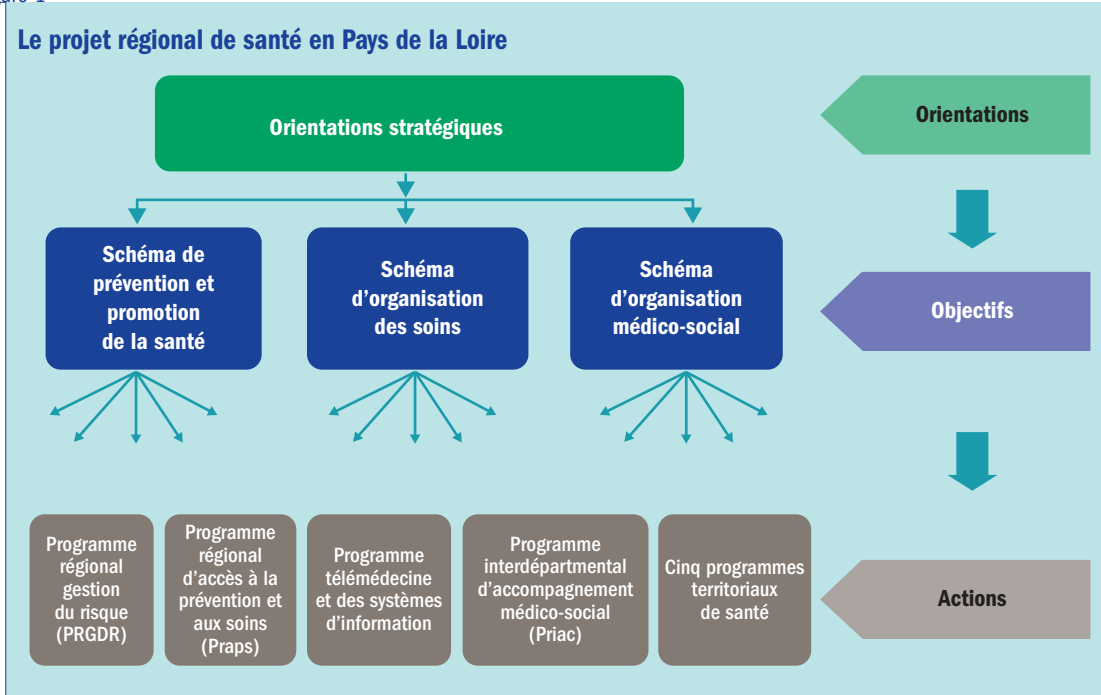 Le projet régional de santé en Pays de la Loire
Orientations stratégiques
Orientations
Schéma de
prévention et
promotion
de la santé
Schéma
d'organisation
des soins
Schéma
d'organisation
médico-social
Objectifs
Programme
régional
gestion
du risque
(PRGDR)
Programme
régional
d'accès à la
prévention et
aux soins
(Praps)
Programme
télémédecine
et des systèmes
d'information
Programme
interdépartmental
d'accompagnement
médico-social
(Priac)
Cinq programmes
territoriaux
de santé
Actions